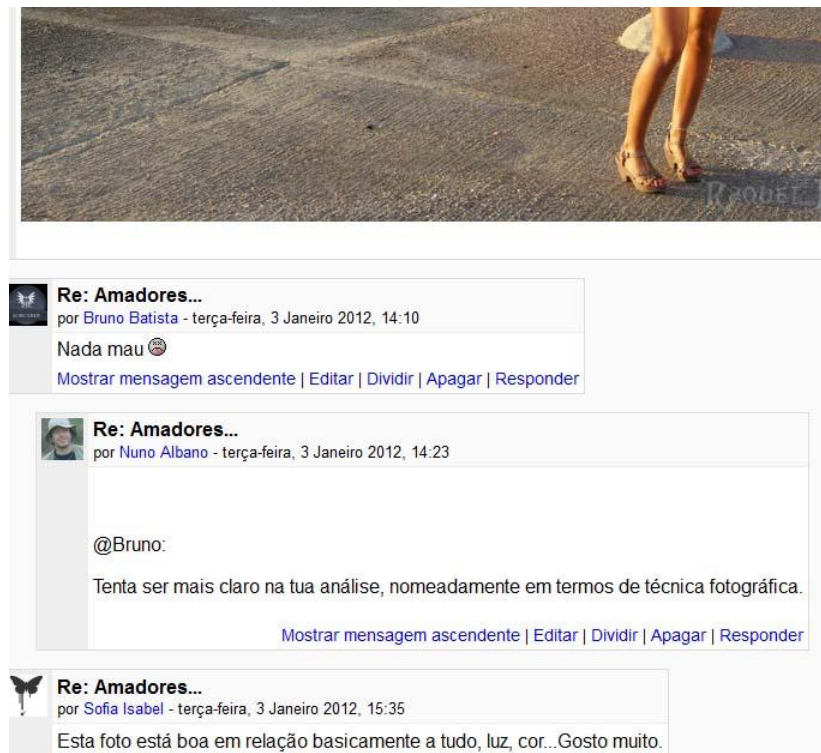 RAQUEL
Re: Amadores...
por Bruno Batista - terça-feira, 3 Janeiro 2012, 14:10
Nada mau
Mostrar mensagem ascendente | Editar | Dividir | Apagar | Responder
Re: Amadores...
por Nuno Albano - terça-feira, 3 Janeiro 2012, 14:23
@Bruno:
Tenta ser mais claro na tua análise, nomeadamente em termos de técnica fotográfica.
Mostrar mensagem ascendente | Editar | Dividir | Apagar | Responder
Re: Amadores...
por Sofia Isabel - terça-feira, 3 Janeiro 2012, 15:35
Esta foto está boa em relação basicamente a tudo, luz, cor...Gosto muito.